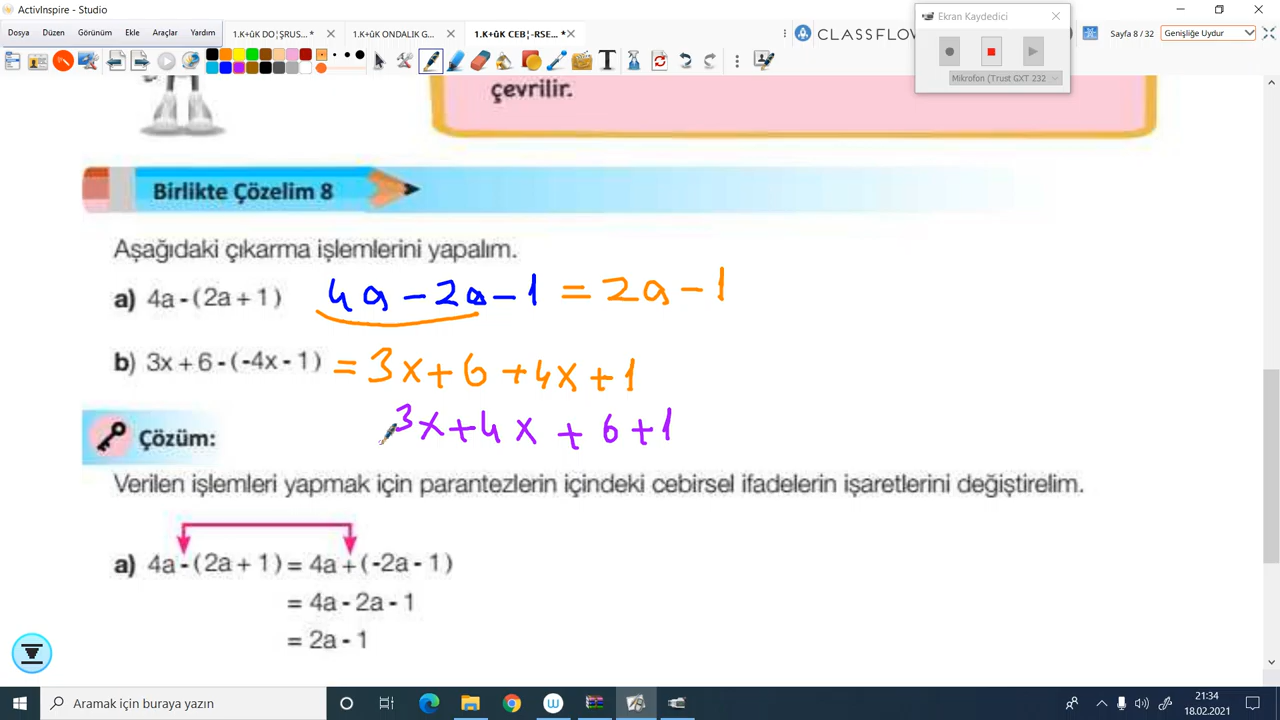 ActivInspire - Studio
Ekran Kaydedici
Dosya Düzen Görünüm Ekle Araçlar Yardım
1.K+ûK DO¦ŞRUS... *
1.K+ûK ONDALIK G...
1.K+ûK CEB¦-RSE... *
CLASSFLOW
Sayfa 8 / 32
Genişliğe Uydur
Mikrofon (Trust GXT 232
çevrilir.
Birlikte Çözelim 8
Aşağıdaki çıkarma işlemlerini yapalım.
a) 4a - (2a + 1) 4a - 2a - 1 = 2a - 1
b) 3x + 6 - (-4x - 1) = 3x + 6 + 4x + 1
3x + 4x + 6 + 1
Çözüm:
Verilen işlemleri yapmak için parantezlerin içindeki cebirsel ifadelerin işaretlerini değiştirelim.
a) 4a - (2a + 1) = 4a + (-2a - 1)
= 4a - 2a - 1
= 2a - 1
Aramak için buraya yazın
21:34
18.02.2021